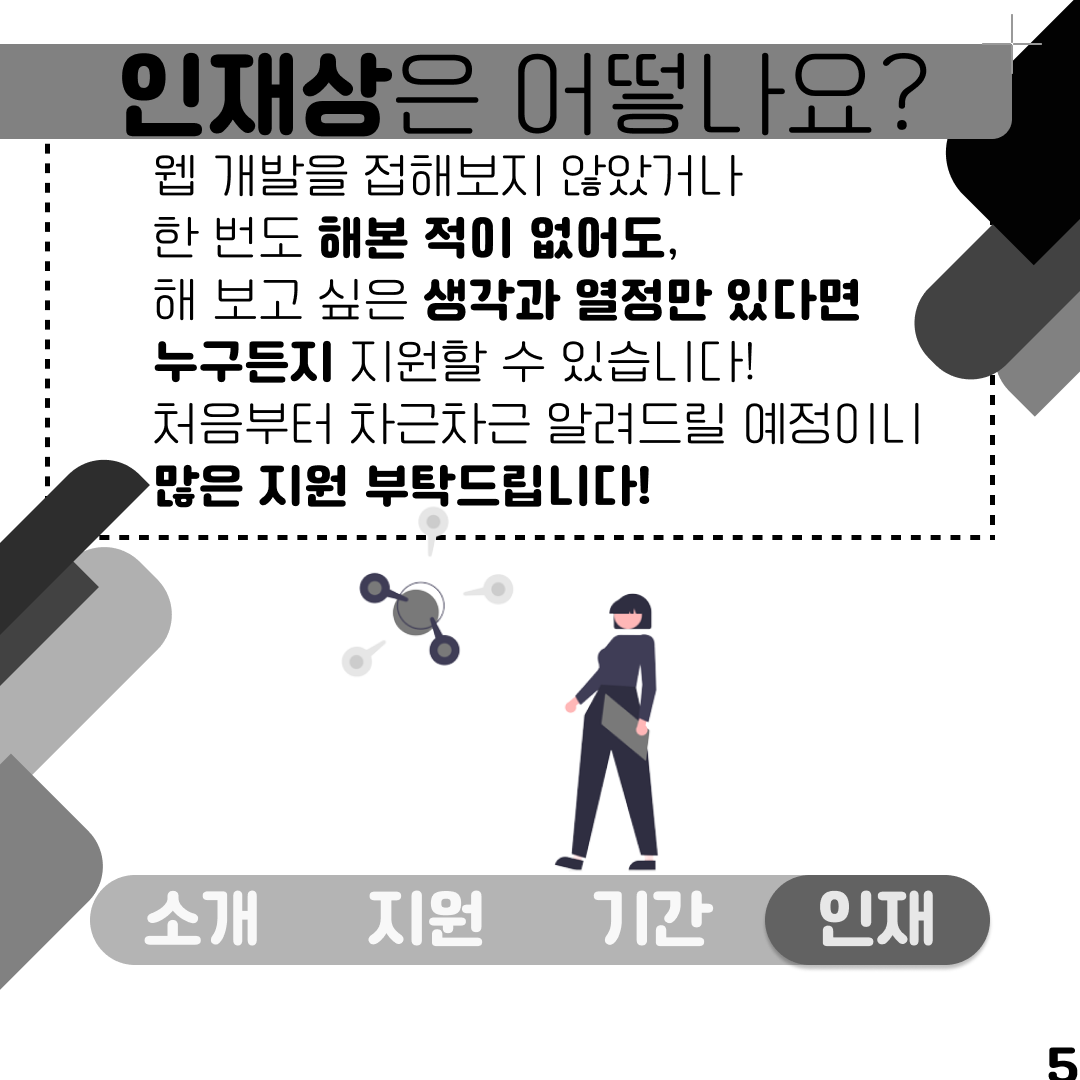 인재상은 어떻나요?
웹 개발을 접해보지 않았거나
한 번도 해본 적이 없어도,
해 보고 싶은 생각과 열정만 있다면
누구든지 지원할 수 있습니다!
처음부터 차근차근 알려드릴 예정이니
많은 지원 부탁드립니다!
소개 지원 기간 인재
5